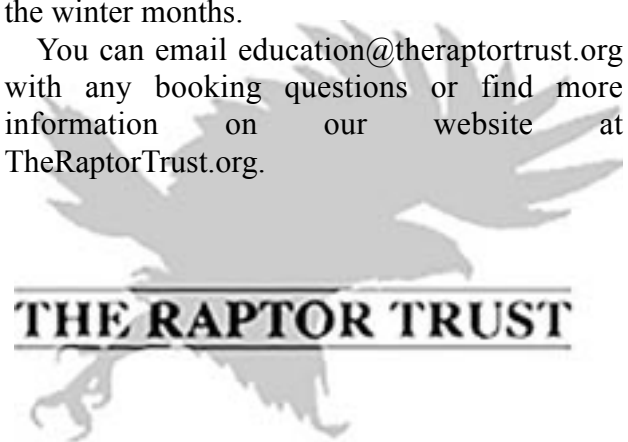 the winter months.
You can email education@theraptortrust.org
with any booking questions or find more
information on our website at
TheRaptorTrust.org.
THE RAPTOR TRUST